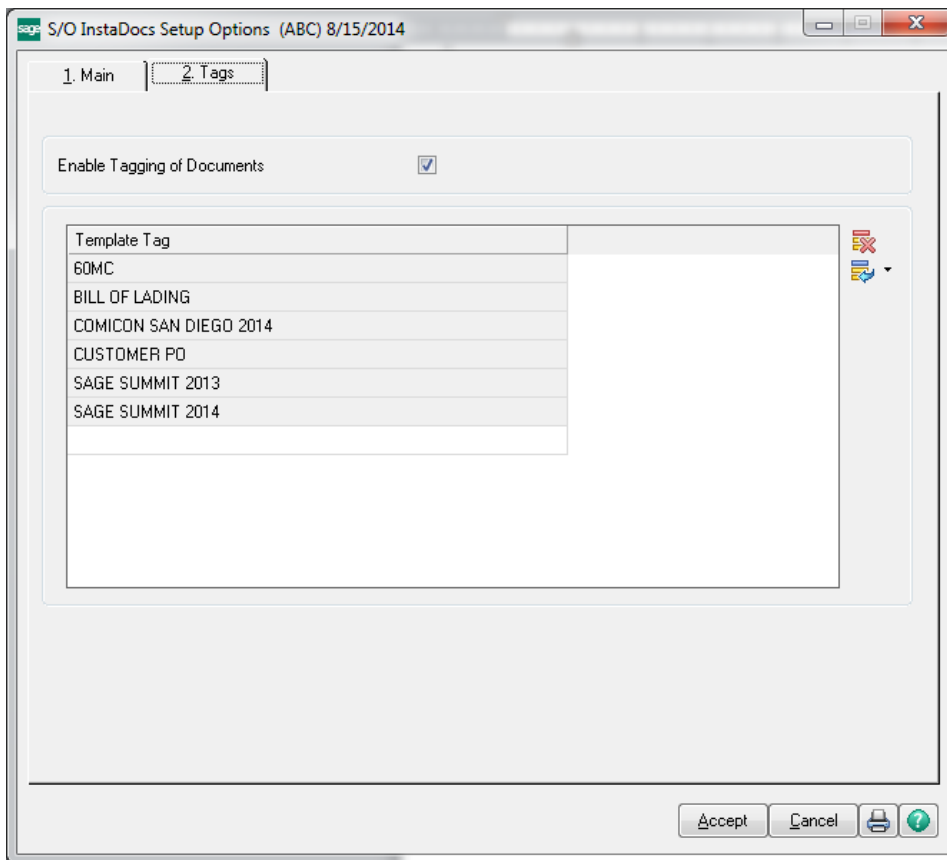 sage S/O InstaDocs Setup Options (ABC) 8/15/2014
1. Main 2. Tags
Enable Tagging of Documents
Template Tag
60MC
BILL OF LADING
COMICON SAN DIEGO 2014
CUSTOMER PO
SAGE SUMMIT 2013
SAGE SUMMIT 2014
Accept Cancel ?